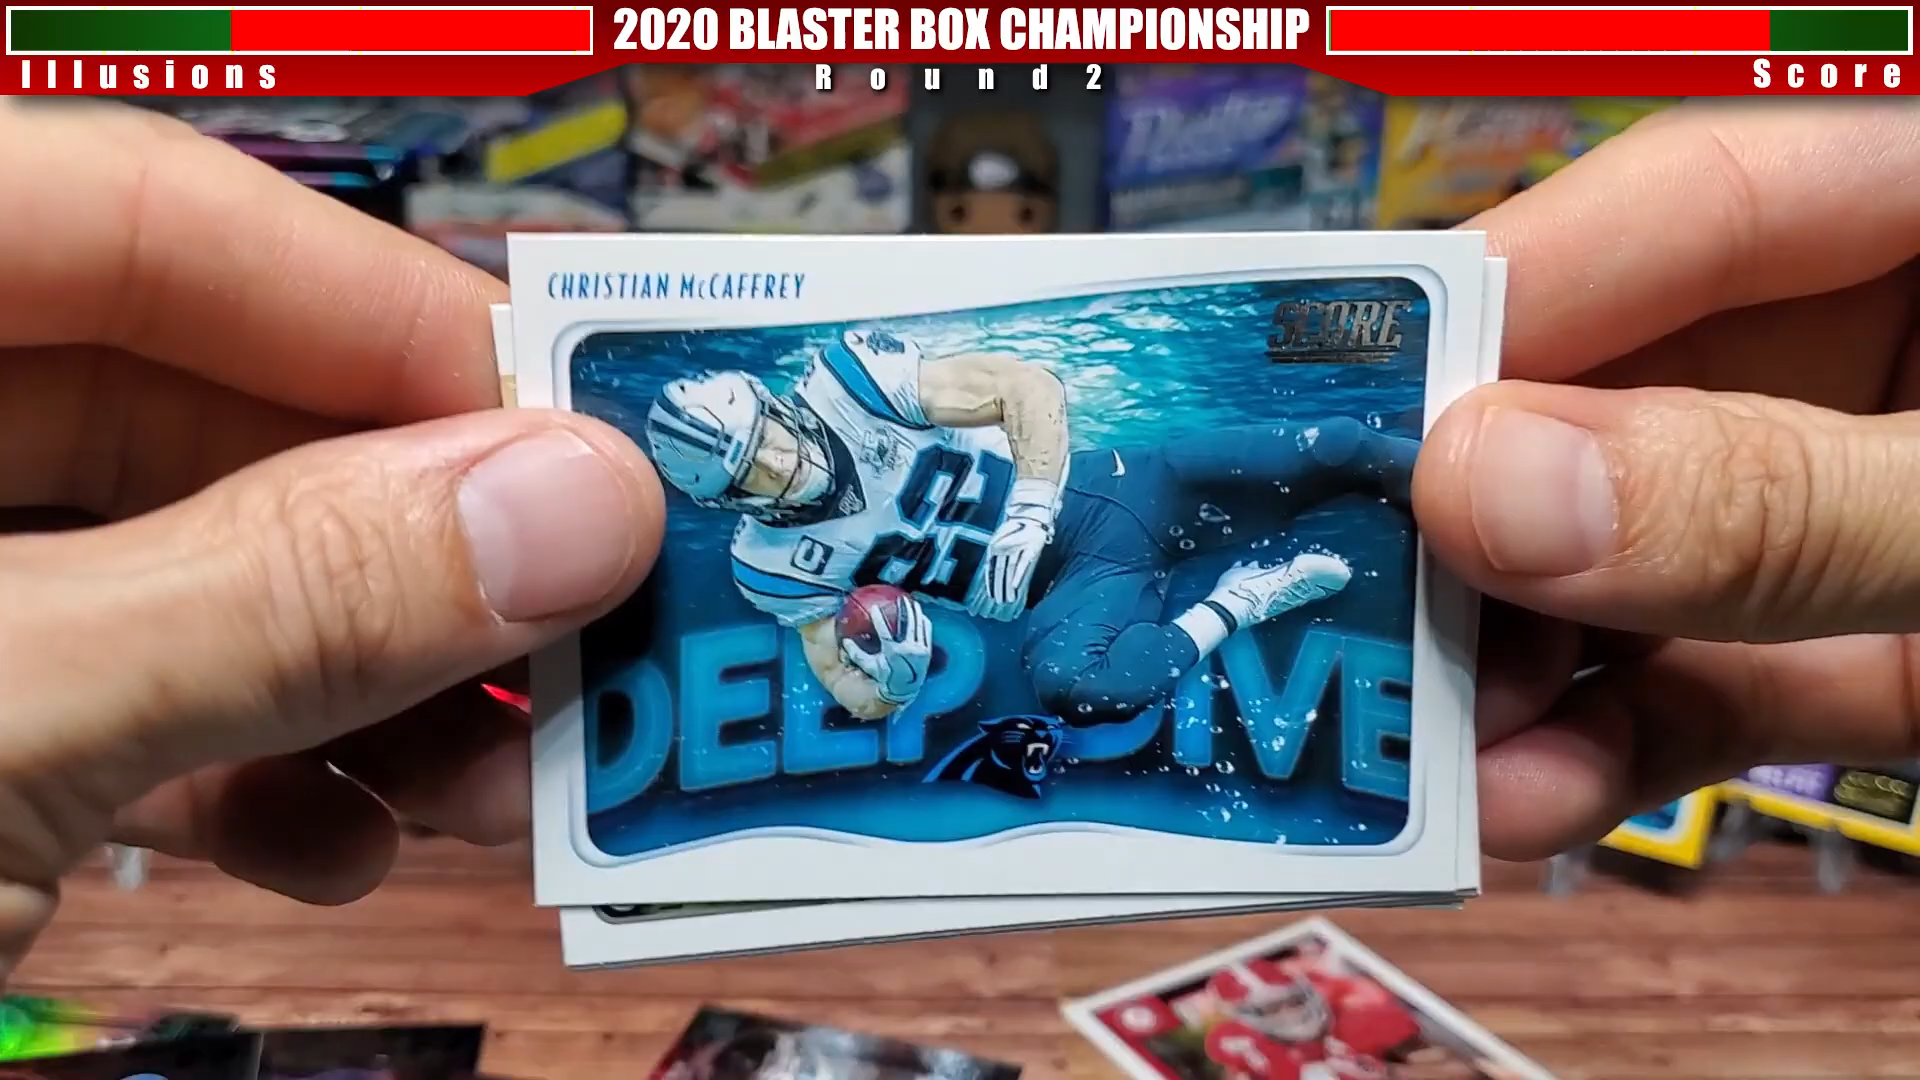 2020 BLASTER BOX CHAMPIONSHIP
Illusions
Round 2
Score
CHRISTIAN McCAFFREY
SCORE
DEEP DIVE